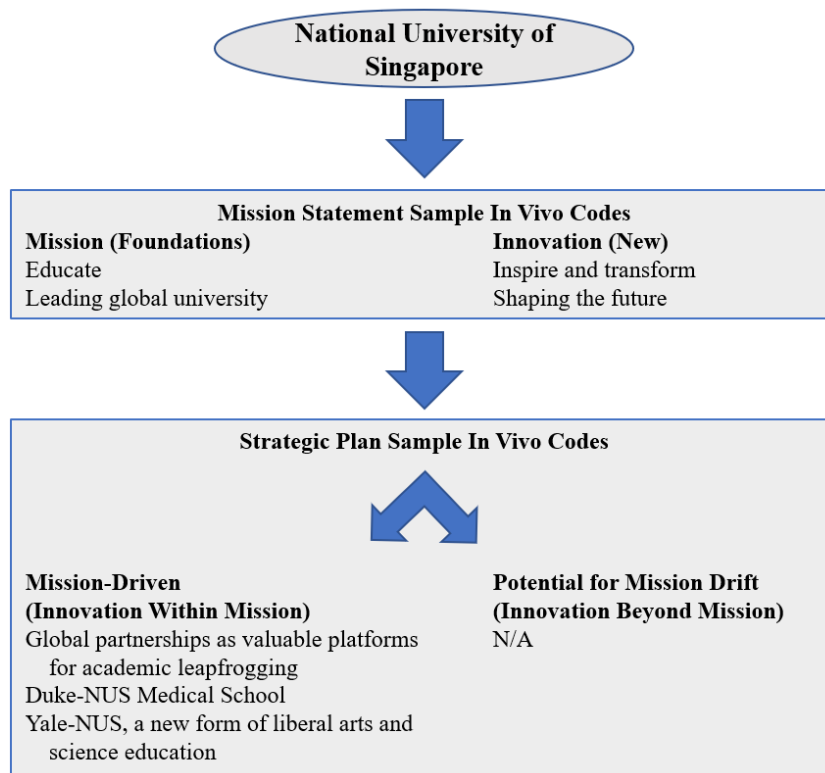 National University of
Singapore
Mission Statement Sample In Vivo Codes
Mission (Foundations)
Educate
Leading global university
Innovation (New)
Inspire and transform
Shaping the future
Strategic Plan Sample In Vivo Codes
Mission-Driven
(Innovation Within Mission)
Global partnerships as valuable platforms
for academic leapfrogging
Duke-NUS Medical School
Yale-NUS, a new form of liberal arts and
science education
Potential for Mission Drift
(Innovation Beyond Mission)
N/A